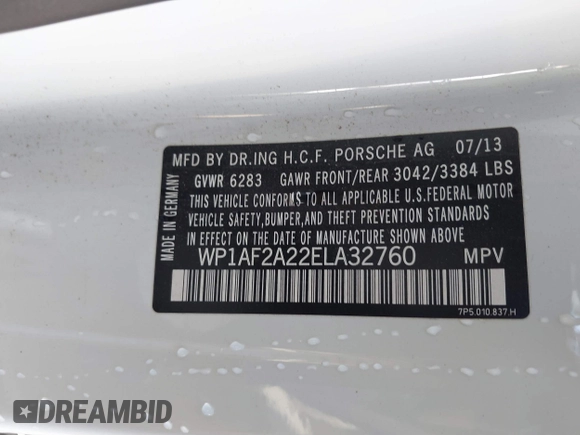 MFD BY DR.ING H.C.F. PORSCHE AG 07/13
GVWR 6283 GAWR FRONT/REAR 3042/3384 LBS
THIS VEHICLE CONFORMS TO ALL APPLICABLE U.S.FEDERAL MOTOR
VEHICLE SAFETY,BUMPER,AND THEFT PREVENTION STANDARDS
IN EFFECT ON THE DATE OF MANUFACTURE SHOWN ABOVE
WP1AF2A22ELA32760 MPV
7P5.010.837.H
MADE IN GERMANY
DREAMBID